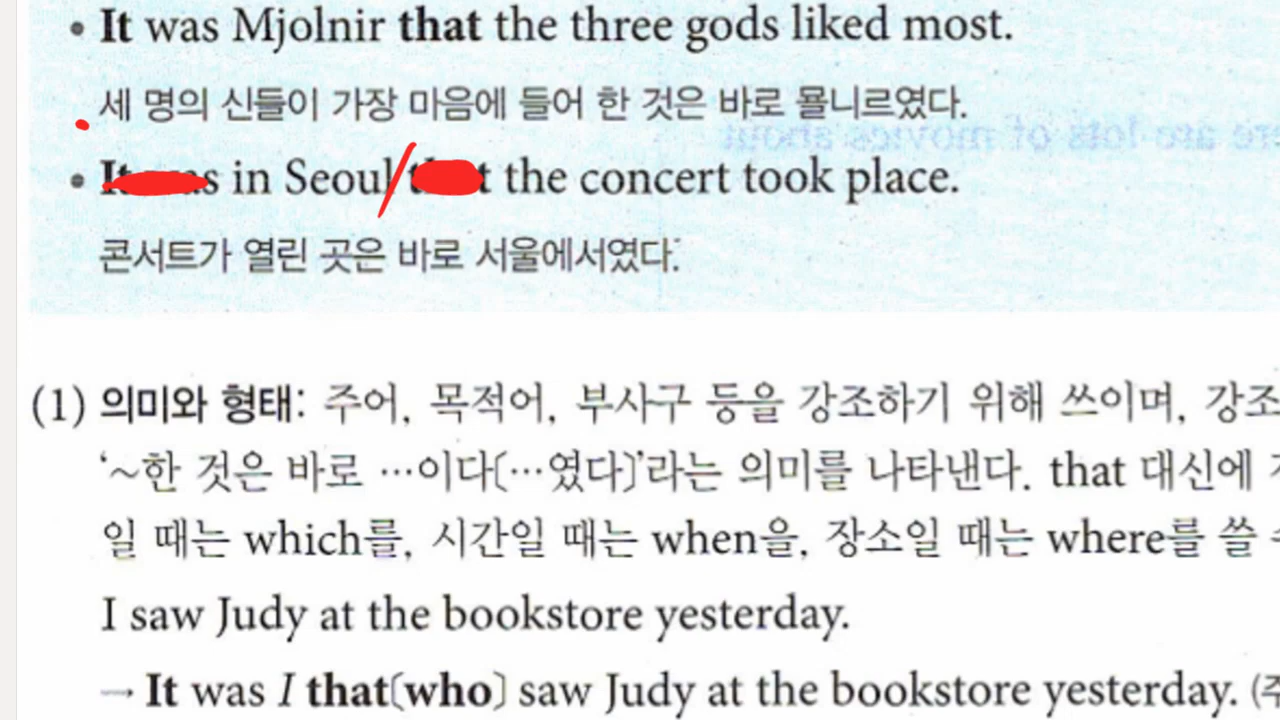 • It was Mjolnir that the three gods liked most.
세 명의 신들이 가장 마음에 들어 한 것은 바로 묠니르였다.
• in Seoul the concert took place.
콘서트가 열린 곳은 바로 서울에서였다.
(1) 의미와 형태: 주어, 목적어, 부사구 등을 강조하기 위해 쓰이며, 강조
‘~한 것은 바로 …이다(…였다)’라는 의미를 나타낸다. that 대신에
일 때는 which를, 시간일 때는 when을, 장소일 때는 where를 쓸
I saw Judy at the bookstore yesterday.
→ It was I that(who) saw Judy at the bookstore yesterday. (주